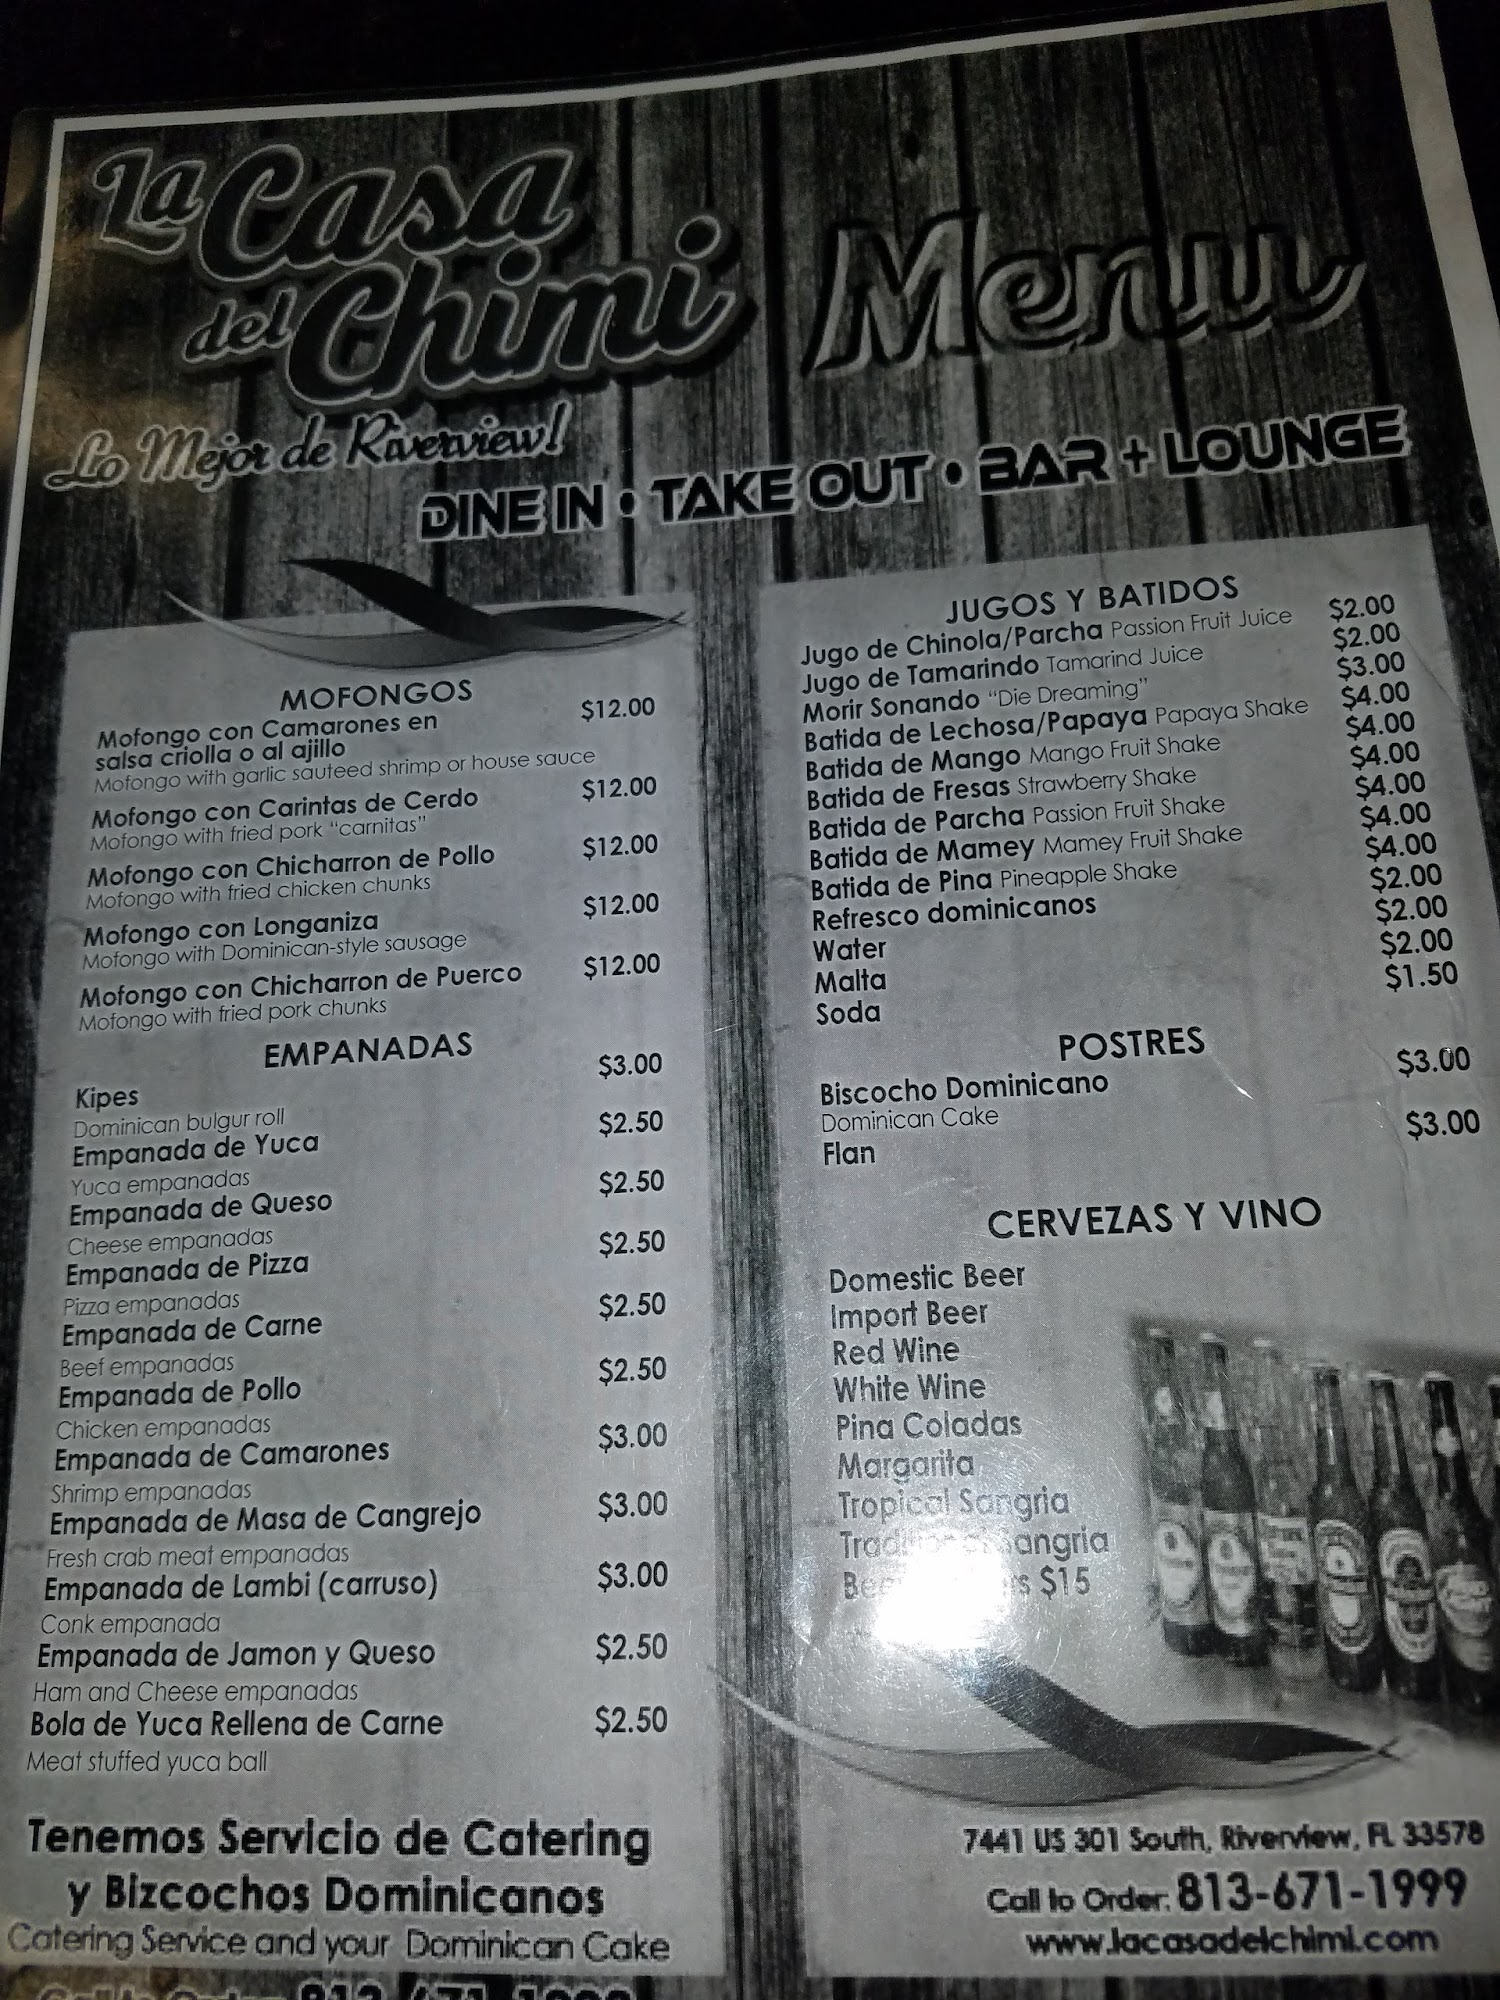 La Casa
del Chimi
Menu
Lo Mejor de Riverview!
DINE IN • TAKE OUT • BAR + LOUNGE
MOFONGOS
Mofongo con Camarones en $12.00
salsa criolla o al ajillo
Mofongo with garlic sauteed shrimp or house sauce
Mofongo con Carintas de Cerdo $12.00
Mofongo with fried pork "carnitas"
Mofongo con Chicharron de Pollo $12.00
Mofongo with fried chicken chunks
Mofongo con Longaniza $12.00
Mofongo with Dominican-style sausage
Mofongo con Chicharron de Puerco $12.00
Mofongo with fried pork chunks
EMPANADAS
Kipes $3.00
Dominican bulgur roll
Empanada de Yuca $2.50
Yuca empanadas
Empanada de Queso $2.50
Cheese empanadas
Empanada de Pizza $2.50
Pizza empanadas
Empanada de Carne $2.50
Beef empanadas
Empanada de Pollo $2.50
Chicken empanadas
Empanada de Camarones $3.00
Shrimp empanadas
Empanada de Masa de Cangrejo $3.00
Fresh crab meat empanadas
Empanada de Lambi (carruso) $3.00
Conk empanada
Empanada de Jamon y Queso $2.50
Ham and Cheese empanadas
Bola de Yuca Rellena de Carne $2.50
Meat stuffed yuca ball
Tenemos Servicio de Catering
y Bizcochos Dominicanos
Catering Service and your Dominican Cake
JUGOS Y BATIDOS
Jugo de Chinola/Parcha Passion Fruit Juice $2.00
Jugo de Tamarindo Tamarind Juice $2.00
Morir Sonando "Die Dreaming" $3.00
Batida de Lechosa/Papaya Papaya Shake $4.00
Batida de Mango Mango Fruit Shake $4.00
Batida de Fresas Strawberry Shake $4.00
Batida de Parcha Passion Fruit Shake $4.00
Batida de Mamey Mamey Fruit Shake $4.00
Batida de Pina Pineapple Shake $4.00
Refresco dominicanos $2.00
Water $2.00
Malta $2.00
Soda $1.50
POSTRES
Biscocho Dominicano $3.00
Dominican Cake
Flan $3.00
CERVEZAS Y VINO
Domestic Beer
Import Beer
Red Wine
White Wine
Pina Coladas
Margarita
Tropical Sangria
Traditional Sangria
$15
7441 US 301 South, Riverview, FL 33578
Call to Order: 813-671-1999
www.lacasadelchimi.com